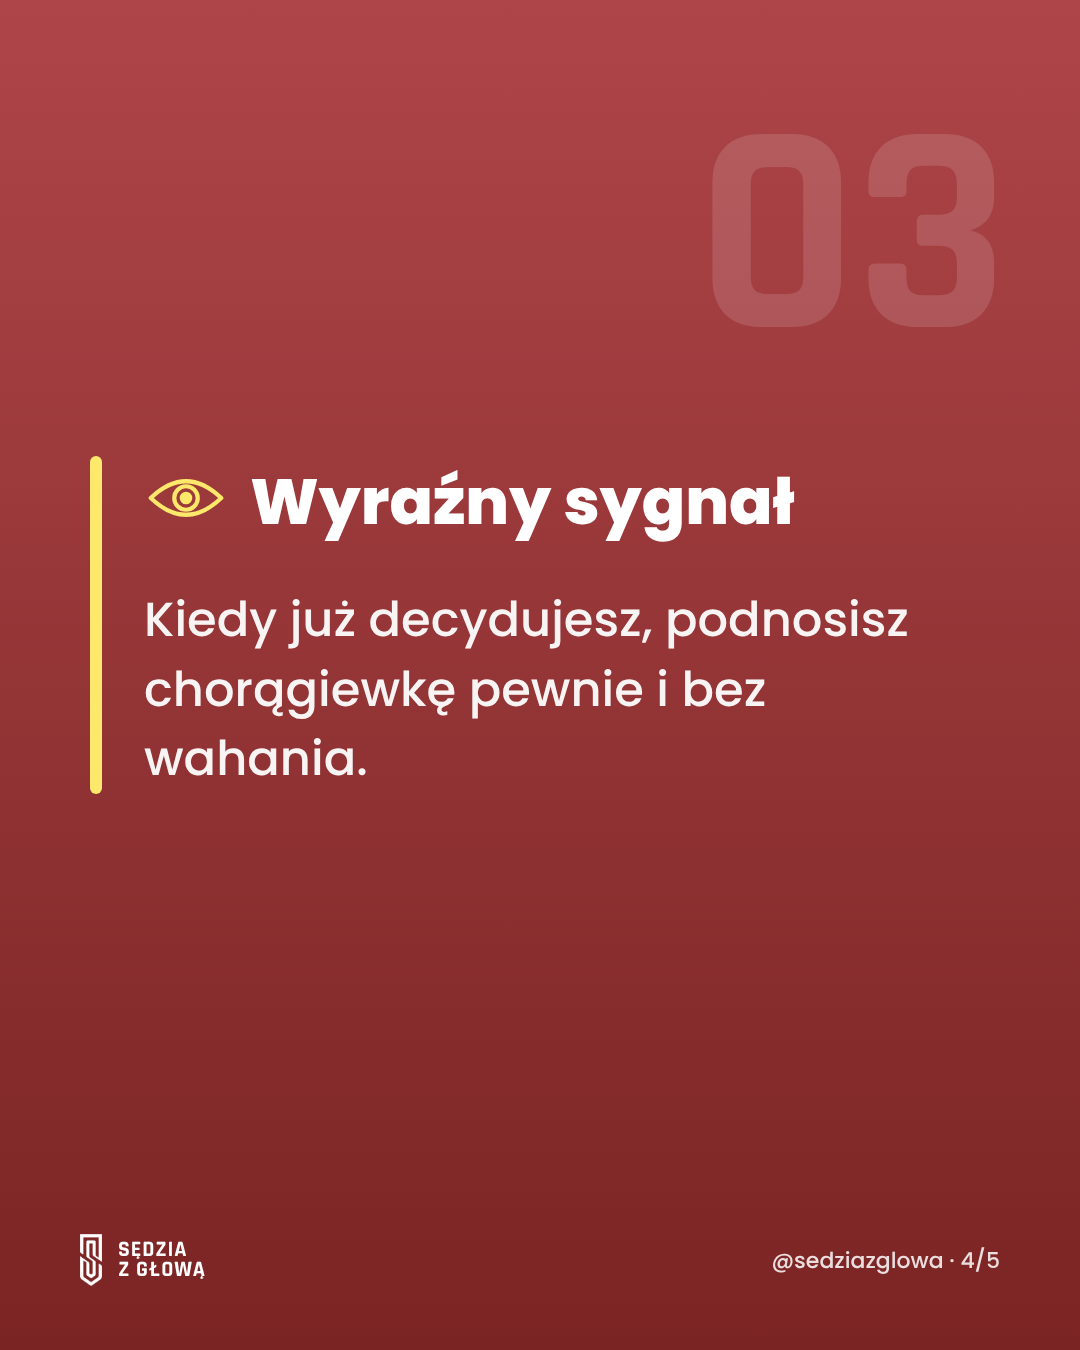 03
Wyraźny sygnał
Kiedy już decydujesz, podnosisz
chorągiewkę pewnie i bez
wahania.
SĘDZIA
Z GŁOWĄ
@sedziazglowa · 4/5